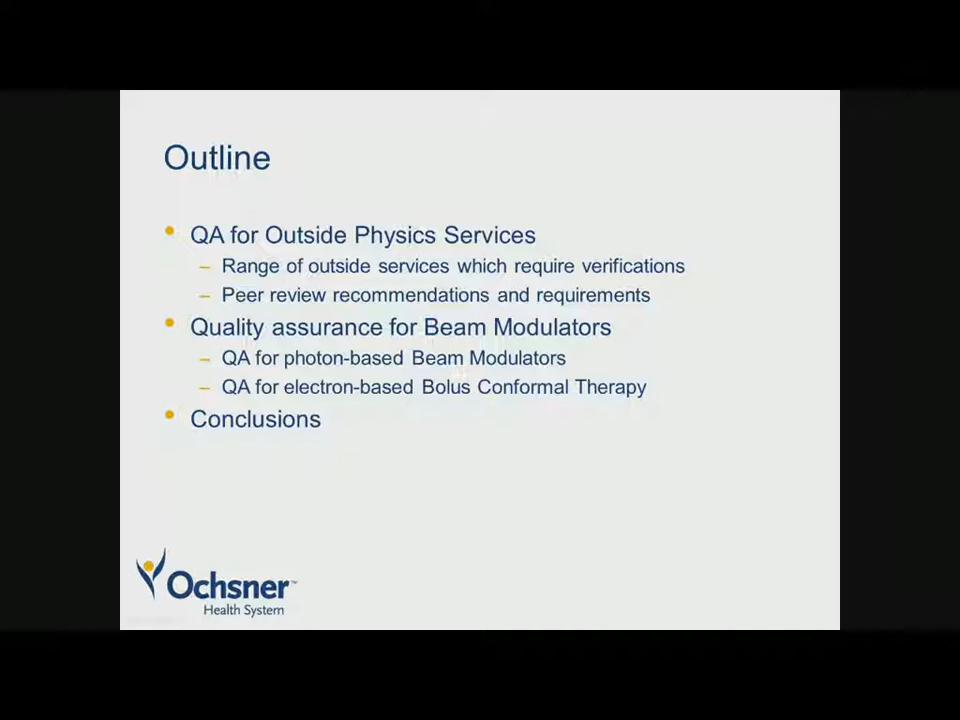 Outline
• QA for Outside Physics Services
– Range of outside services which require verifications
– Peer review recommendations and requirements
• Quality assurance for Beam Modulators
– QA for photon-based Beam Modulators
– QA for electron-based Bolus Conformal Therapy
• Conclusions
Ochsner™
Health System